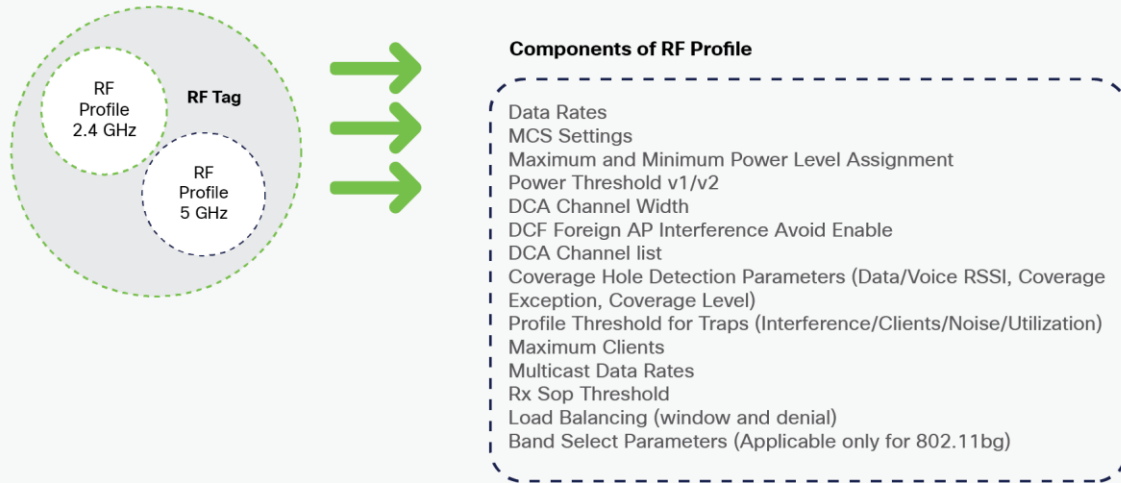 RF
Profile
2.4 GHz
RF Tag
RF
Profile
5 GHz
Components of RF Profile
Data Rates
MCS Settings
Maximum and Minimum Power Level Assignment
Power Threshold v1/v2
DCA Channel Width
DCF Foreign AP Interference Avoid Enable
DCA Channel list
Coverage Hole Detection Parameters (Data/Voice RSSI, Coverage
Exception, Coverage Level)
Profile Threshold for Traps (Interference/Clients/Noise/Utilization)
Maximum Clients
Multicast Data Rates
Rx Sop Threshold
Load Balancing (window and denial)
Band Select Parameters (Applicable only for 802.11bg)